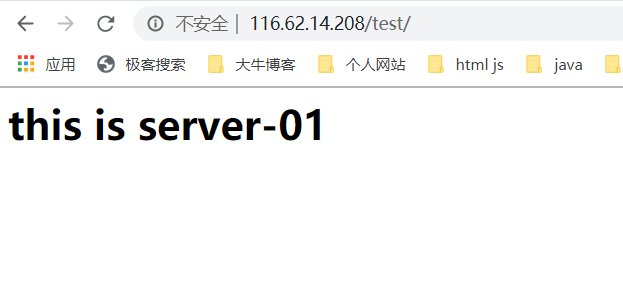 不安全 | 116.62.14.208/test/
应用 极客搜索 大牛博客 个人网站 html js java
this is server-01